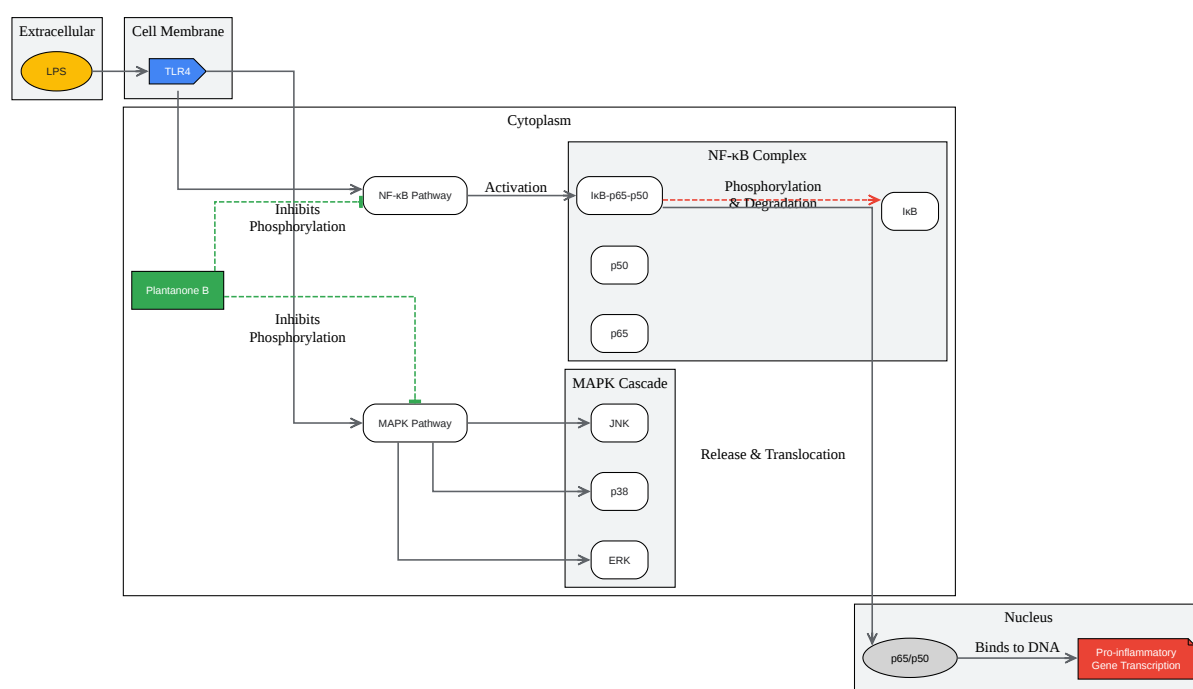 Extracellular
LPS
Cell Membrane
TLR4
Cytoplasm
NF-κB Complex
NF-κB Pathway
Activation
IκB-p65-p50
Phosphorylation
& Degradation
IκB
Inhibits
Phosphorylation
p50
Plantanone B
Inhibits
Phosphorylation
p65
MAPK Cascade
MAPK Pathway
JNK
Release & Translocation
p38
ERK
Nucleus
p65/p50
Binds to DNA
Pro-inflammatory
Gene Transcription